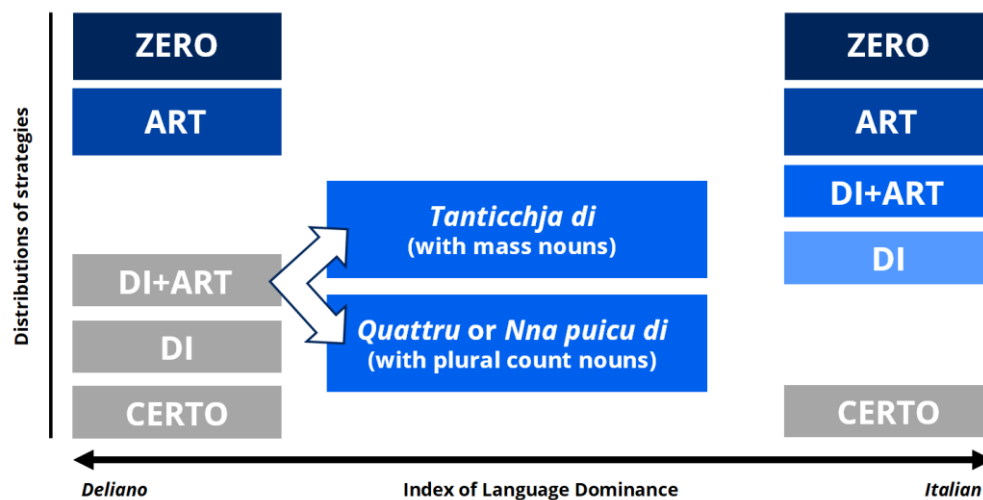 Distributions of strategies
ZERO
ART
DI+ART
DI
CERTO
Tanticchja di
(with mass nouns)
Quattru or Nna puicu di
(with plural count nouns)
ZERO
ART
DI+ART
DI
CERTO
Deliano
Index of Language Dominance
Italian